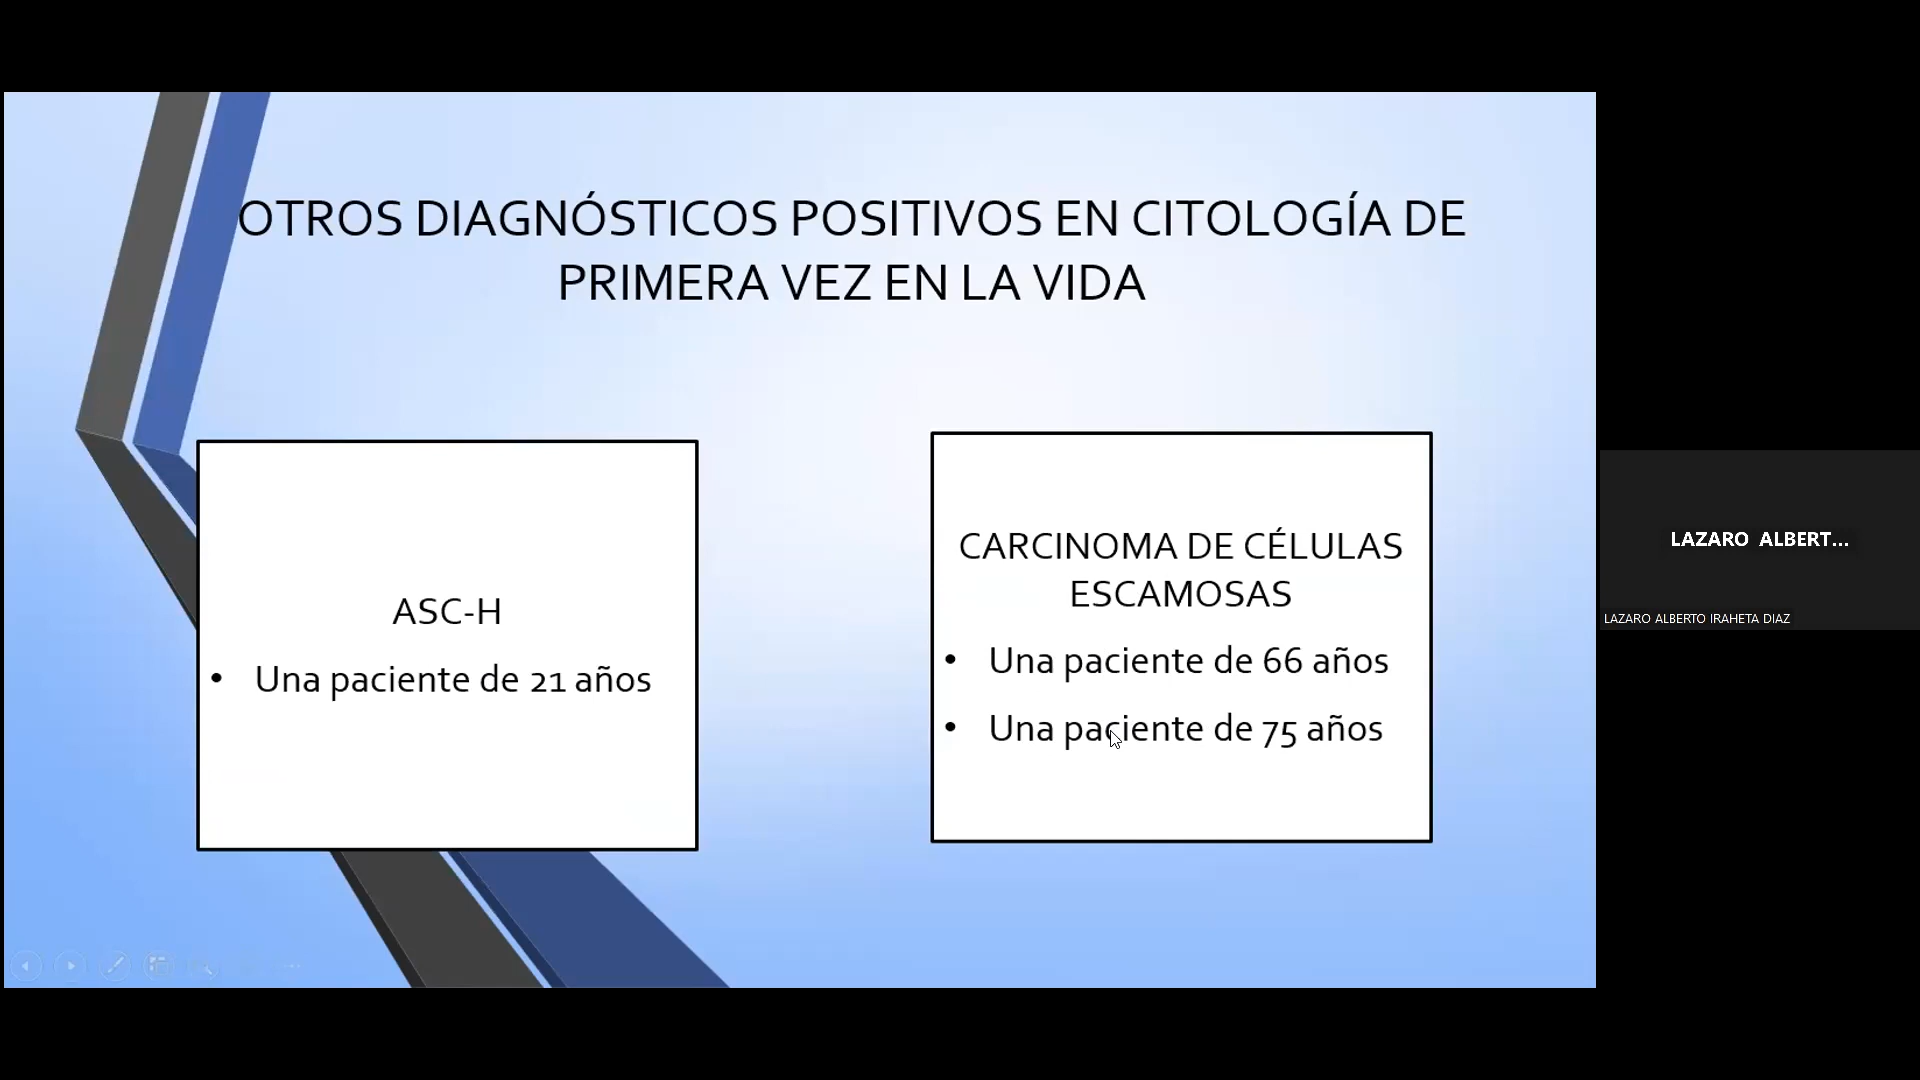 OTROS DIAGNÓSTICOS POSITIVOS EN CITOLOGÍA DE
PRIMERA VEZ EN LA VIDA
ASC-H
• Una paciente de 21 años
CARCINOMA DE CÉLULAS
ESCAMOSAS
• Una paciente de 66 años
• Una paciente de 75 años
LAZARO ALBERT...
LAZARO ALBERTO IRAHETA DIAZ